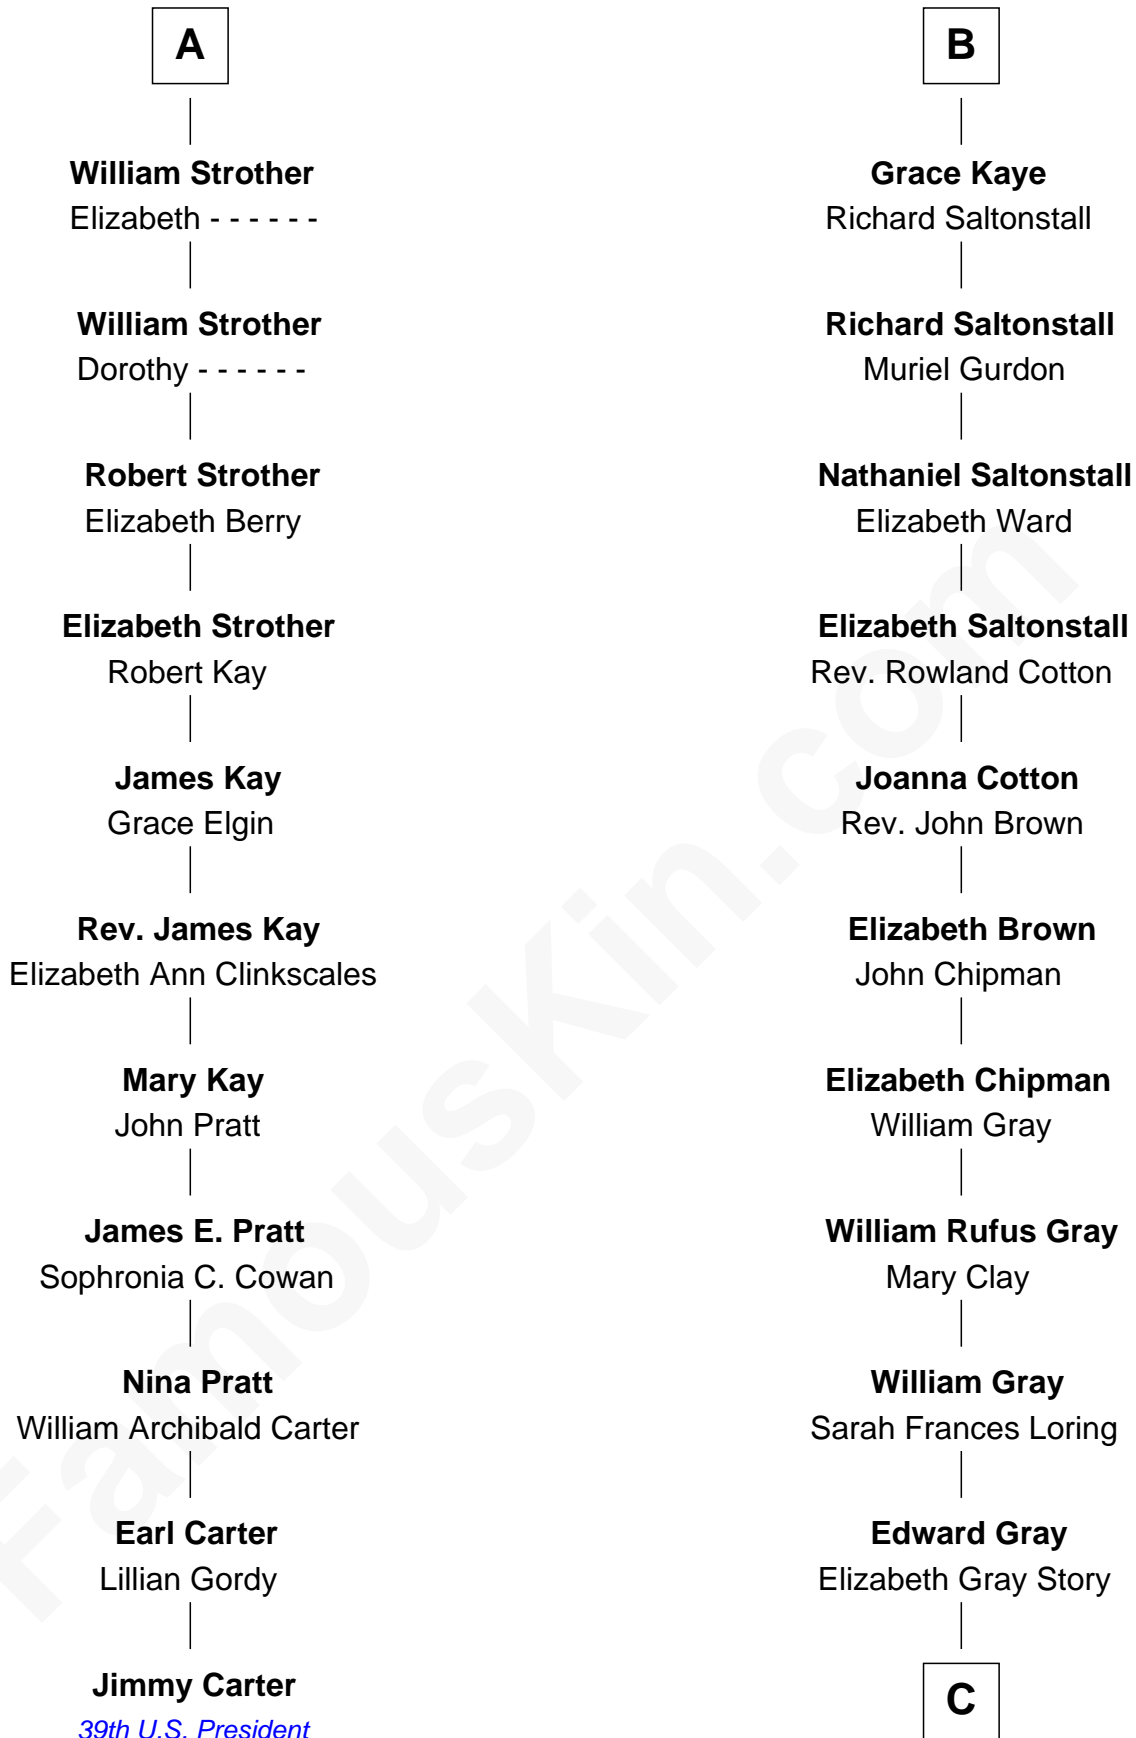 A
William Strother
Elizabeth - - - - - -
William Strother
Dorothy - - - - - -
Robert Strother
Elizabeth Berry
Elizabeth Strother
Robert Kay
James Kay
Grace Elgin
Rev. James Kay
Elizabeth Ann Clinkscales
Mary Kay
John Pratt
James E. Pratt
Sophronia C. Cowan
Nina Pratt
William Archibald Carter
Earl Carter
Lillian Gordy
Jimmy Carter
39th U.S. President
B
Grace Kaye
Richard Saltonstall
Richard Saltonstall
Muriel Gurdon
Nathaniel Saltonstall
Elizabeth Ward
Elizabeth Saltonstall
Rev. Rowland Cotton
Joanna Cotton
Rev. John Brown
Elizabeth Brown
John Chipman
Elizabeth Chipman
William Gray
William Rufus Gray
Mary Clay
William Gray
Sarah Frances Loring
Edward Gray
Elizabeth Gray Story
C
FamousKin.com